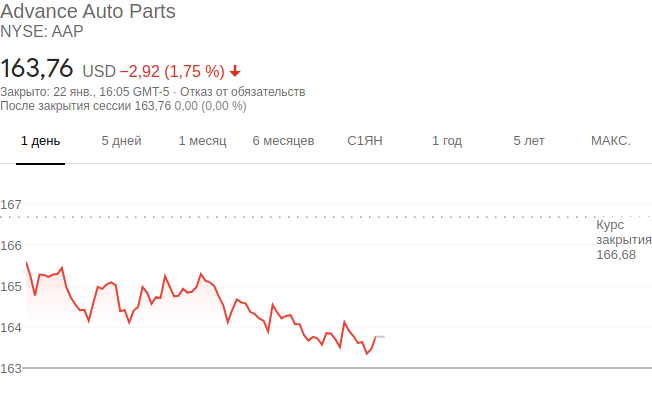 Advance Auto Parts
NYSE: AAP
163,76 USD −2,92 (1,75 %)
Закрыто: 22 янв., 16:05 GMT-5 · Отказ от обязательств
После закрытия сессии 163,76 0,00 (0,00 %)
1 день 5 дней 1 месяц 6 месяцев С1ЯН 1 год 5 лет МАКС.
167
Курс
закрытия
166,68
166
165
164
163